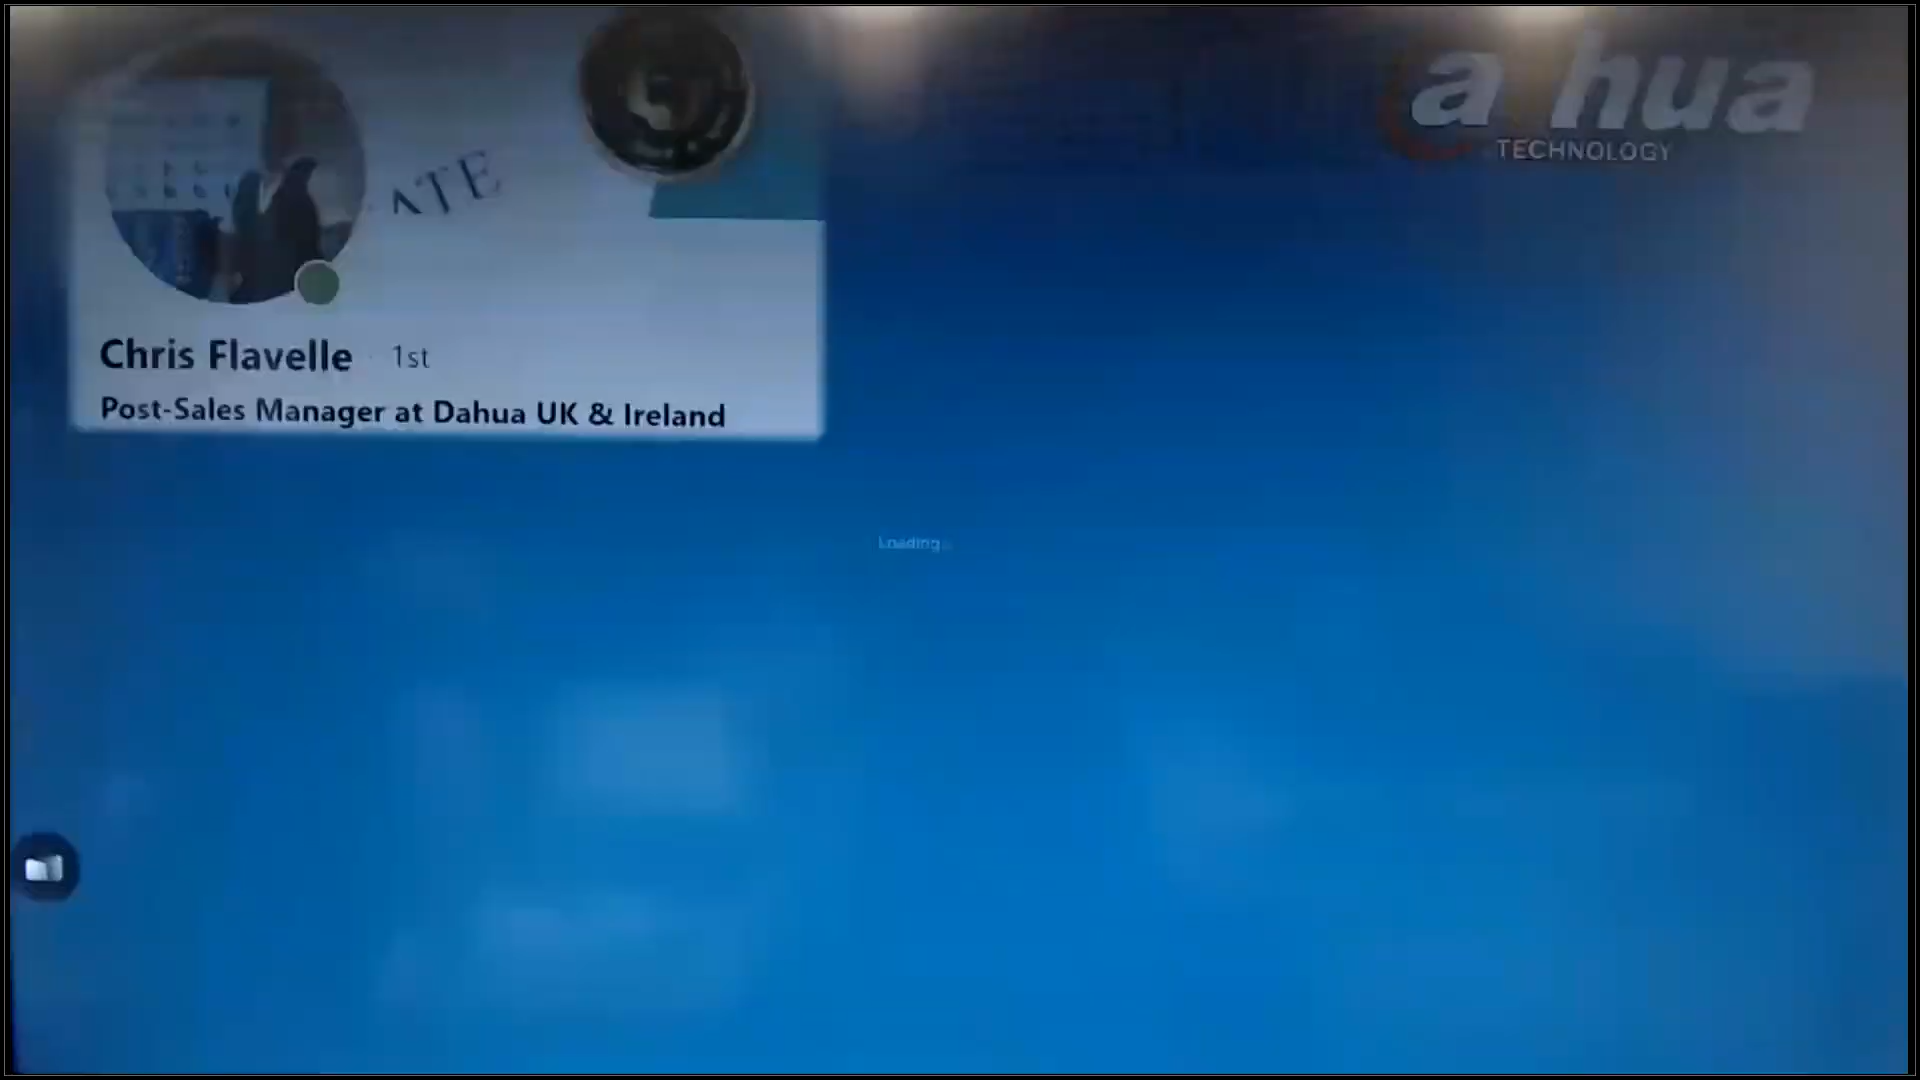 ATE
a hua
TECHNOLOGY
Chris Flavelle 1st
Post-Sales Manager at Dahua UK & Ireland
Loading